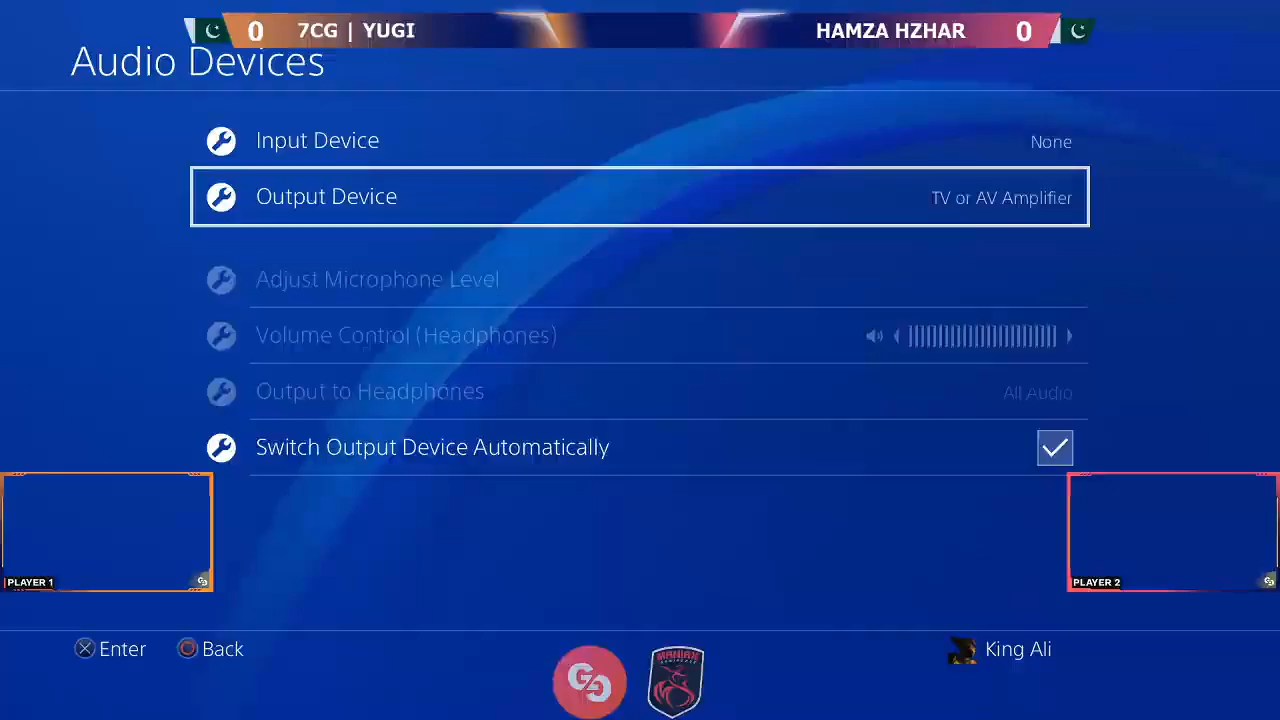 0 7CG | YUGI HAMZA HZHAR 0
Audio Devices
Input Device None
Output Device TV or AV Amplifier
Adjust Microphone Level
Volume Control (Headphones)
Output to Headphones All Audio
Switch Output Device Automatically
PLAYER 1 PLAYER 2
Enter Back King Ali
MANIAX